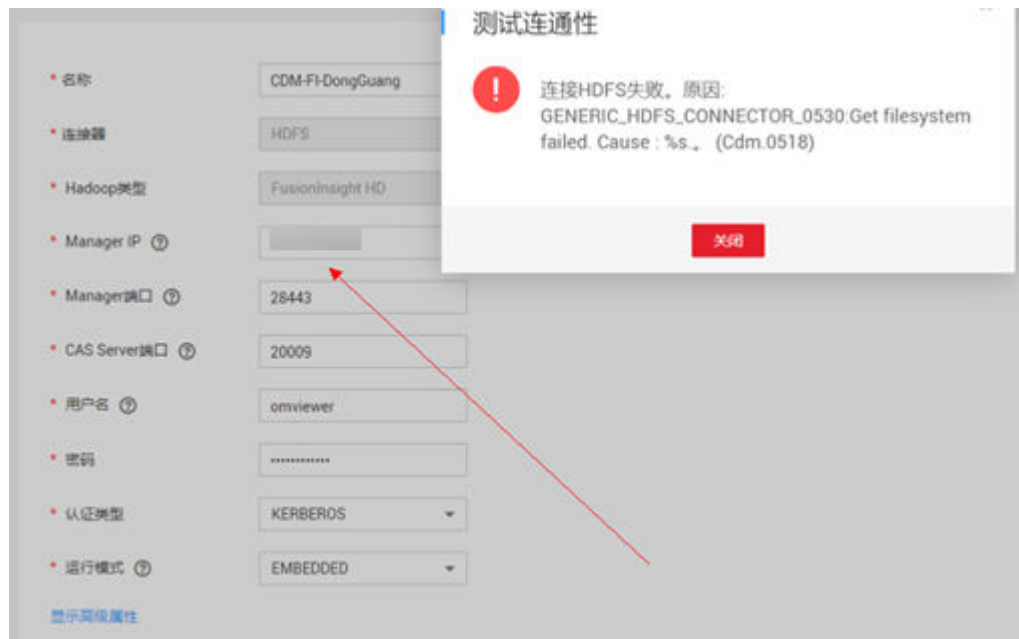 测试连通性
连接HDFS失败。原因:
GENERIC_HDFS_CONNECTOR_0530:Get filesystem
failed. Cause : %s.。 (Cdm.0518)
关闭
* 名称 CDM-FI-DongGuang
* 连接器 HDFS
* Hadoop类型 FusionInsight HD
* Manager IP ?
* Manager端口 ? 28443
* CAS Server端口 ? 20009
* 用户名 ? omviewer
* 密码 ••••••••••••
* 认证类型 KERBEROS
* 运行模式 ? EMBEDDED
显示高级属性